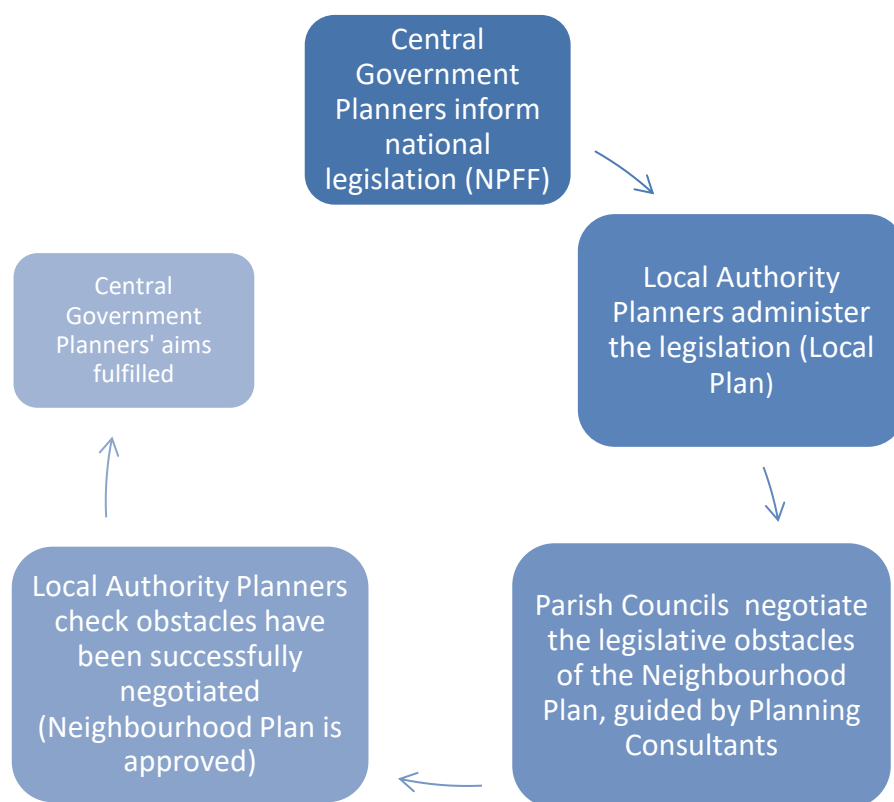 Central
Government
Planners inform
national
legislation (NPFF)
Local Authority
Planners administer
the legislation (Local
Plan)
Parish Councils negotiate
the legislative obstacles
of the Neighbourhood
Plan, guided by Planning
Consultants
Local Authority Planners
check obstacles have
been successfully
negotiated
(Neighbourhood Plan is
approved)
Central
Government
Planners' aims
fulfilled